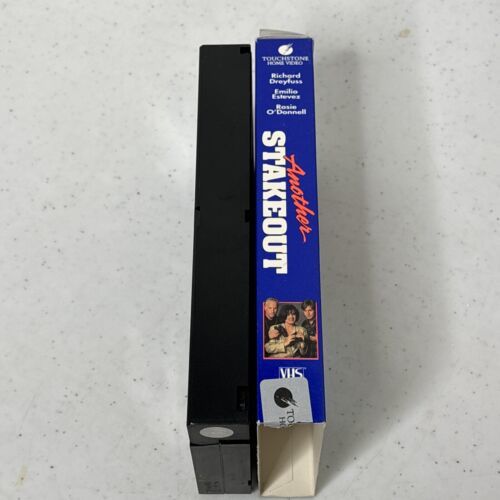 TOUCHSTONE
HOME VIDEO
Richard
Dreyfuss
Emilio
Estevez
Rosie
O'Donnell
Another
STAKEOUT
VHS